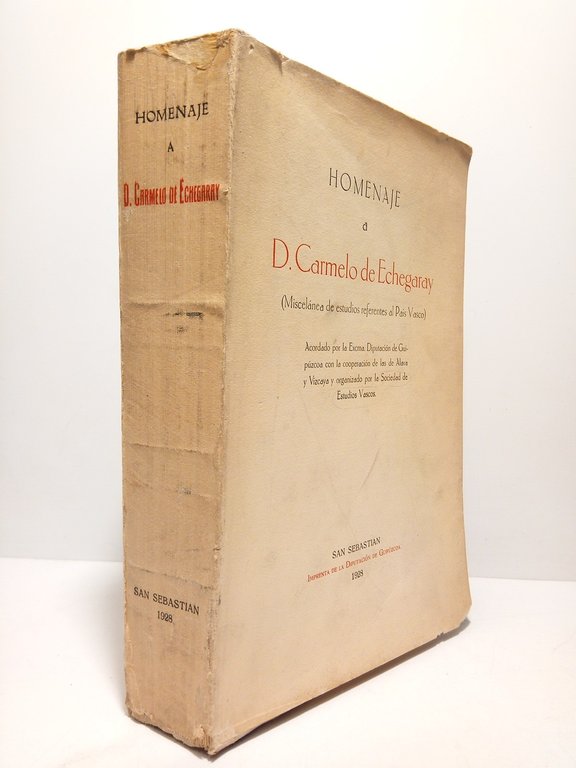 HOMENAJE
A
D. CARMELO DE ECHEGARAY
SAN SEBASTIAN
1928
HOMENAJE
a
D. Carmelo de Echegaray
(Miscelánea de estudios referentes al País Vasco)
Acordado por la Excma. Diputación de Gui-
púzcoa con la cooperación de las de Alava
y Vizcaya y organizado por la Sociedad de
Estudios Vascos.
SAN SEBASTIAN
IMPRENTA DE LA DIPUTACIÓN DE GUIPÚZCOA
1928